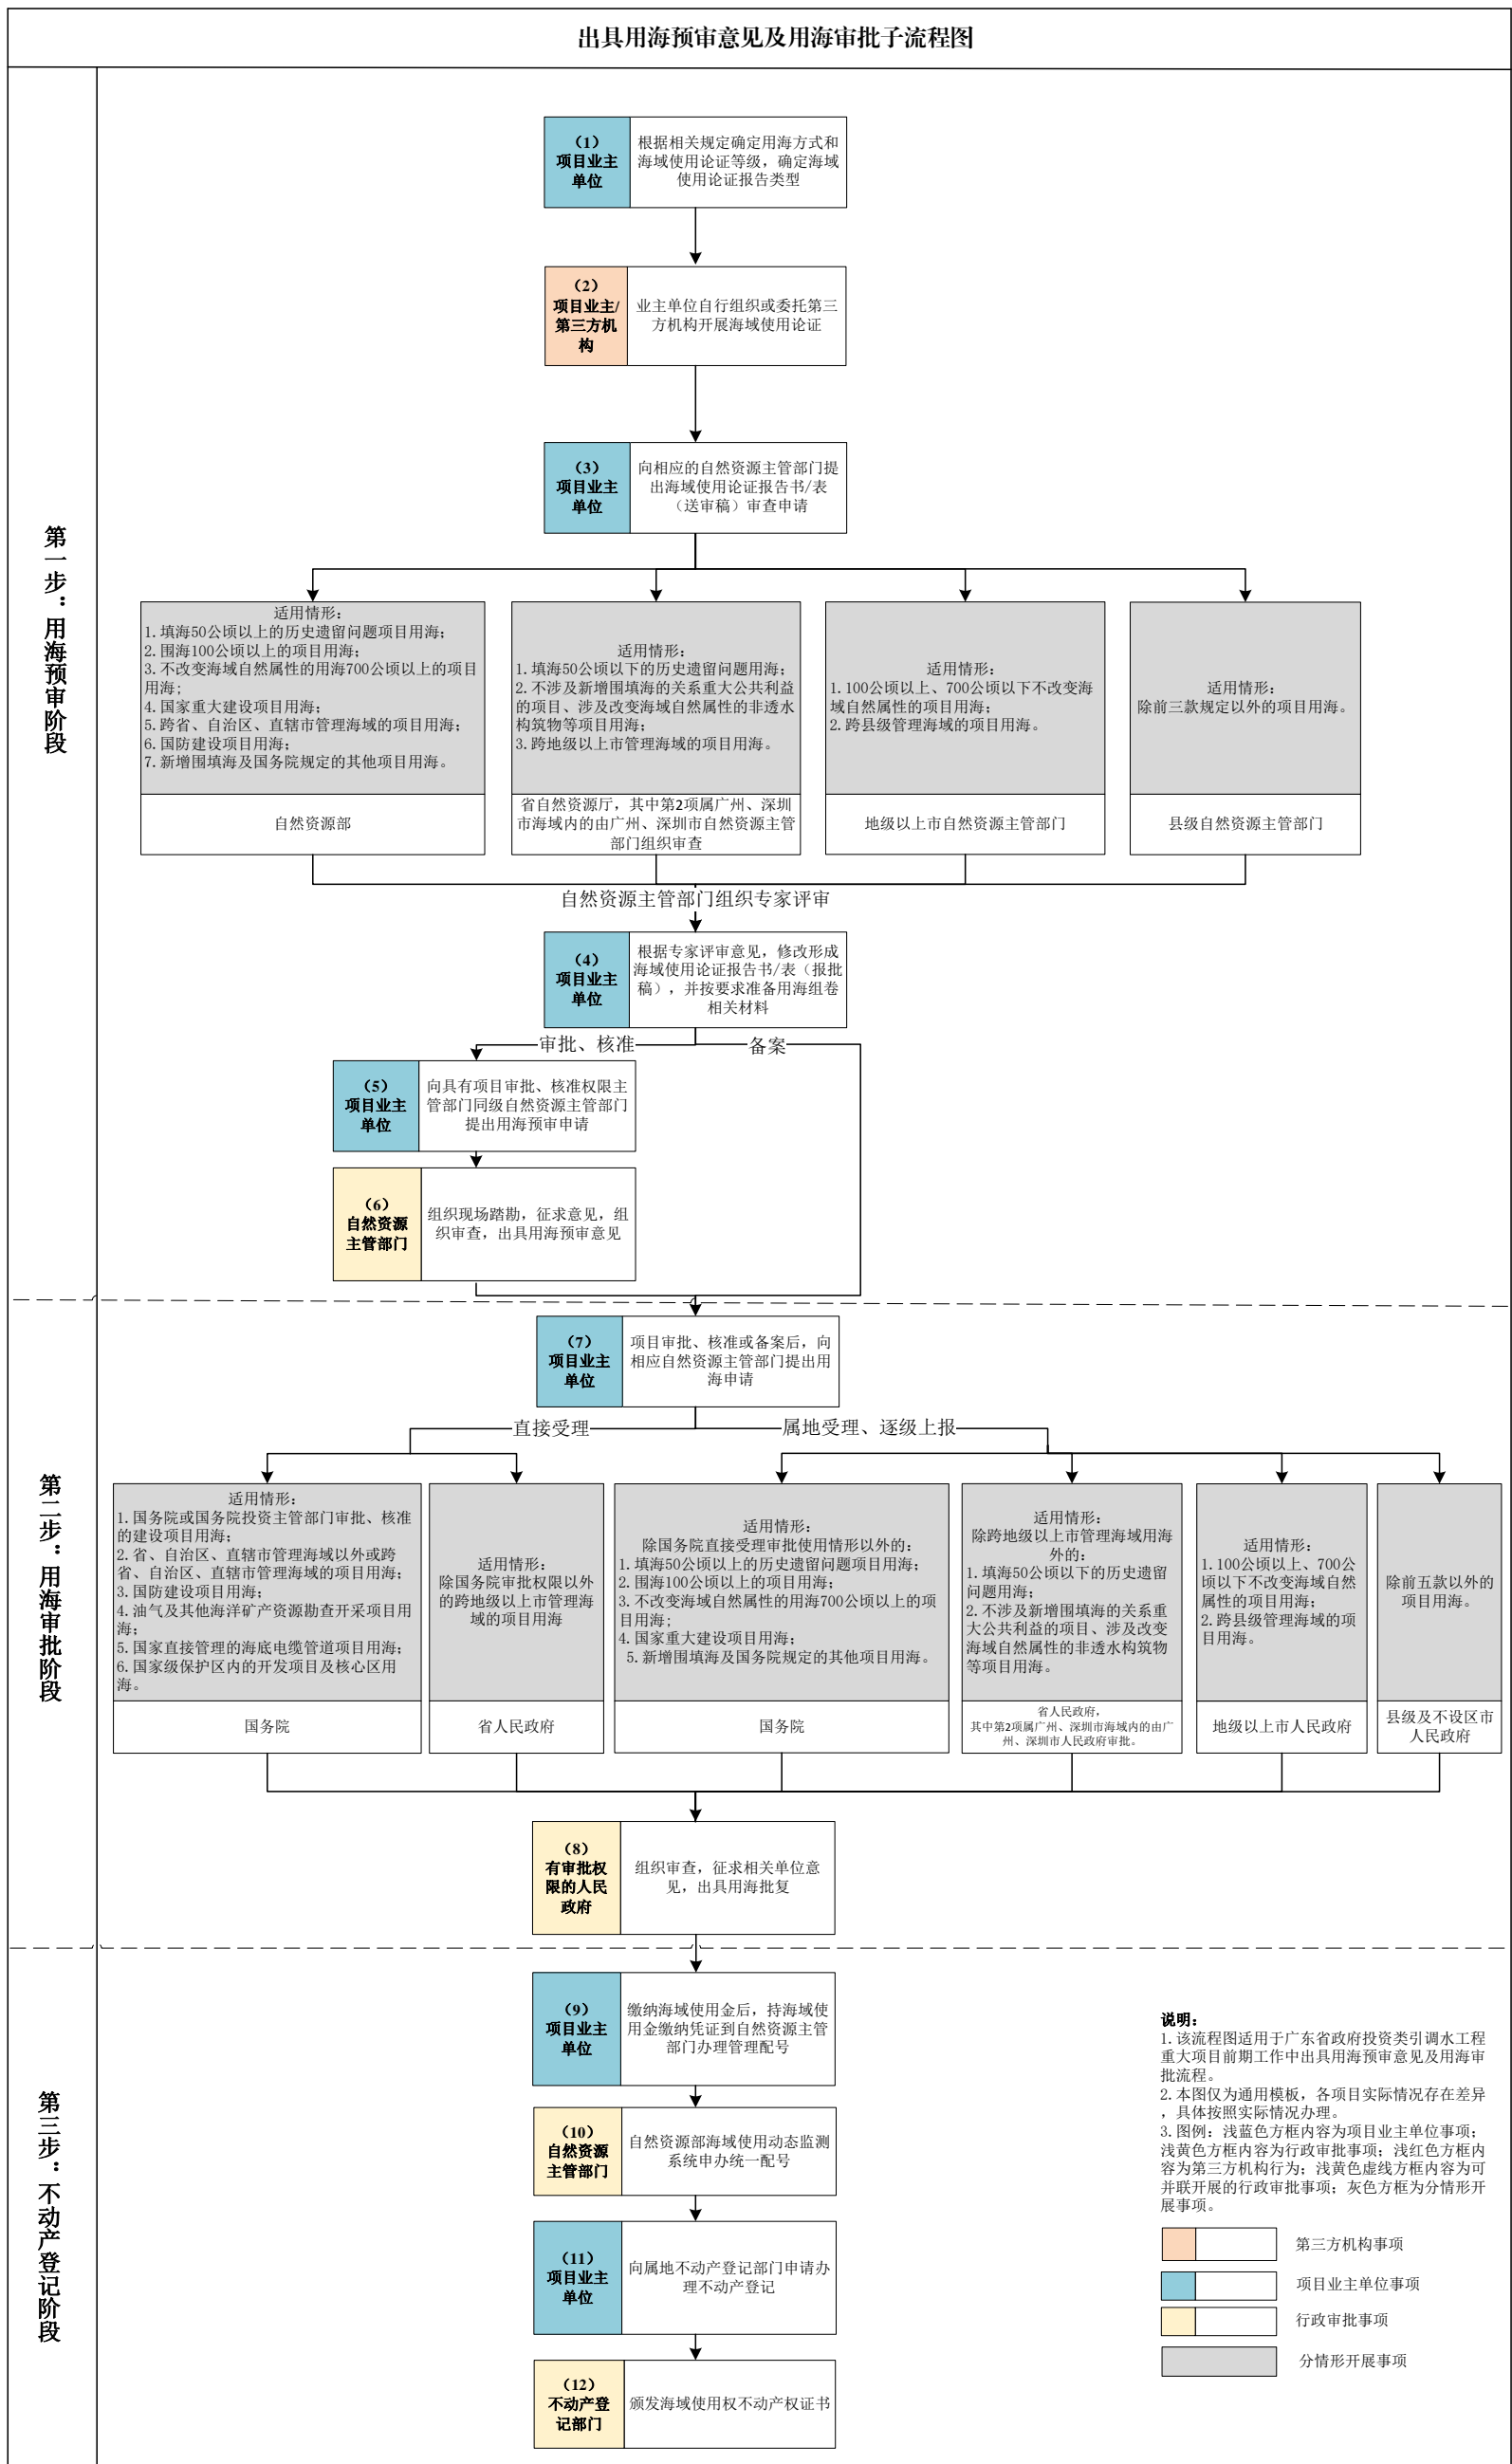 出具用海预审意见及用海审批子流程图
第一步：用海预审阶段
（1）
项目业主
单位
根据相关规定确定用海方式和
海域使用论证等级，确定海域
使用论证报告类型
（2）
项目业主/
第三方机
构
业主单位自行组织或委托第三
方机构开展海域使用论证
（3）
项目业主
单位
向相应的自然资源主管部门提
出海域使用论证报告书/表
（送审稿）审查申请
适用情形：
1.填海50公顷以上的历史遗留问题项目用海；
2.围海100公顷以上的项目用海；
3.不改变海域自然属性的用海700公顷以上的项目
用海；
4.国家重大建设项目用海；
5.跨省、自治区、直辖市管理海域的项目用海；
6.国防建设项目用海；
7.新增围填海及国务院规定的其他项目用海。
自然资源部
适用情形：
1.填海50公顷以下的历史遗留问题用海；
2.不涉及新增围填海的关系重大公共利益
的项目、涉及改变海域自然属性的非透水
构筑物等项目用海；
3.跨地级以上市管理海域的项目用海。
省自然资源厅，其中第2项属广州、深圳
市海域内的由广州、深圳市自然资源主管
部门组织审查
适用情形：
1.100公顷以上、700公顷以下不改变海
域自然属性的项目用海；
2.跨县级管理海域的项目用海。
地级以上市自然资源主管部门
适用情形：
除前三款规定以外的项目用海。
县级自然资源主管部门
自然资源主管部门组织专家评审
（4）
项目业主
单位
根据专家评审意见，修改形成
海域使用论证报告书/表（报批
稿），并按要求准备用海组卷
相关材料
审批、核准
备案
（5）
项目业主
单位
向具有项目审批、核准权限主
管部门同级自然资源主管部门
提出用海预审申请
（6）
自然资源
主管部门
组织现场踏勘，征求意见，组
织审查，出具用海预审意见
第二步：用海审批阶段
（7）
项目业主
单位
项目审批、核准或备案后，向
相应自然资源主管部门提出用
海申请
直接受理
属地受理、逐级上报
适用情形：
1.国务院或国务院投资主管部门审批、核准
的建设项目用海；
2.省、自治区、直辖市管理海域以外或跨
省、自治区、直辖市管理海域的项目用海；
3.国防建设项目用海；
4.油气及其他海洋矿产资源勘查开采项目用
海；
5.国家直接管理的海底电缆管道项目用海；
6.国家级保护区内的开发项目及核心区用
海。
国务院
适用情形：
除国务院审批权限以外
的跨地级以上市管理海
域的项目用海
省人民政府
适用情形：
除国务院直接受理审批使用情形以外的：
1.填海50公顷以上的历史遗留问题项目用海；
2.围海100公顷以上的项目用海；
3.不改变海域自然属性的用海700公顷以上的项
目用海；
4.国家重大建设项目用海；
5.新增围填海及国务院规定的其他项目用海。
国务院
适用情形：
除跨地级以上市管理海域用海
外的：
1.填海50公顷以下的历史遗留
问题用海；
2.不涉及新增围填海的关系重
大公共利益的项目、涉及改变
海域自然属性的非透水构筑物
等项目用海。
省人民政府，
其中第2项属广州、深圳市海域内的由广
州、深圳市人民政府审批。
适用情形：
1.100公顷以上、700公
顷以下不改变海域自然
属性的项目用海；
2.跨县级管理海域的项
目用海。
地级以上市人民政府
除前五款以外的
项目用海。
县级及不设区市
人民政府
（8）
有审批权
限的人民
政府
组织审查，征求相关单位意
见，出具用海批复
第三步：不动产登记阶段
（9）
项目业主
单位
缴纳海域使用金后，持海域使
用金缴纳凭证到自然资源主管
部门办理管理配号
（10）
自然资源
主管部门
自然资源部海域使用动态监测
系统申办统一配号
（11）
项目业主
单位
向属地不动产登记部门申请办
理不动产登记
（12）
不动产登
记部门
颁发海域使用权不动产权证书
说明：
1.该流程图适用于广东省政府投资类引调水工程
重大项目前期工作中出具用海预审意见及用海审
批流程。
2.本图仅为通用模板，各项目实际情况存在差异
，具体按照实际情况办理。
3.图例：浅蓝色方框内容为项目业主单位事项；
浅黄色方框内容为行政审批事项；浅红色方框内
容为第三方机构行为；浅黄色虚线方框内容为可
并联开展的行政审批事项；灰色方框为分情形开
展事项。
第三方机构事项
项目业主单位事项
行政审批事项
分情形开展事项